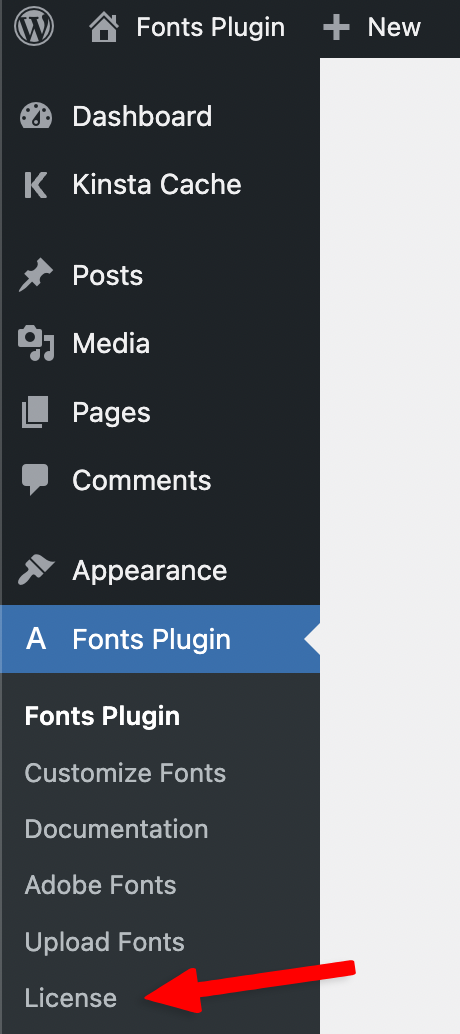 Fonts Plugin New
Dashboard
Kinsta Cache
Posts
Media
Pages
Comments
Appearance
A Fonts Plugin
Fonts Plugin
Customize Fonts
Documentation
Adobe Fonts
Upload Fonts
License